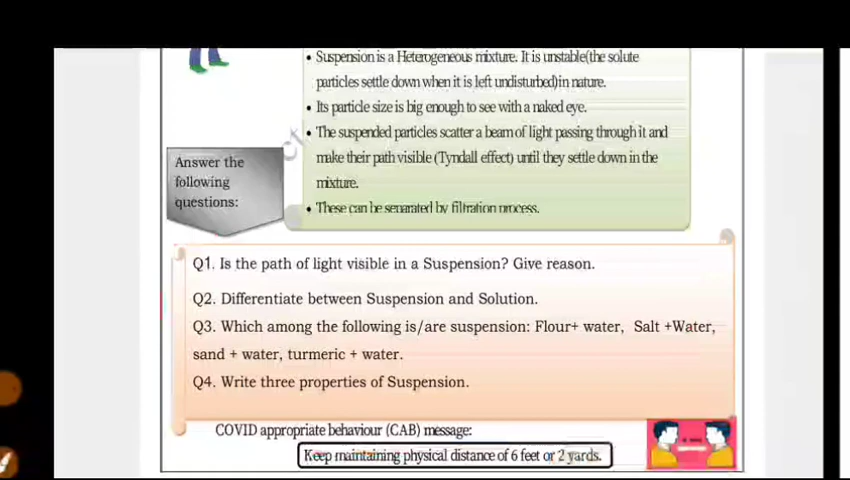 • Suspension is a Heterogeneous mixture. It is unstable(the solute
particles settle down when it is left undisturbed)in nature.
• Its particle size is big enough to see with a naked eye.
• The suspended particles scatter a beam of light passing through it and
make their path visible (Tyndall effect) until they settle down in the
mixture.
• These can be separated by filtration process.
Answer the
following
questions:
Q1. Is the path of light visible in a Suspension? Give reason.
Q2. Differentiate between Suspension and Solution.
Q3. Which among the following is/are suspension: Flour+ water, Salt +Water,
sand + water, turmeric + water.
Q4. Write three properties of Suspension.
COVID appropriate behaviour (CAB) message:
Keep maintaining physical distance of 6 feet or 2 yards.